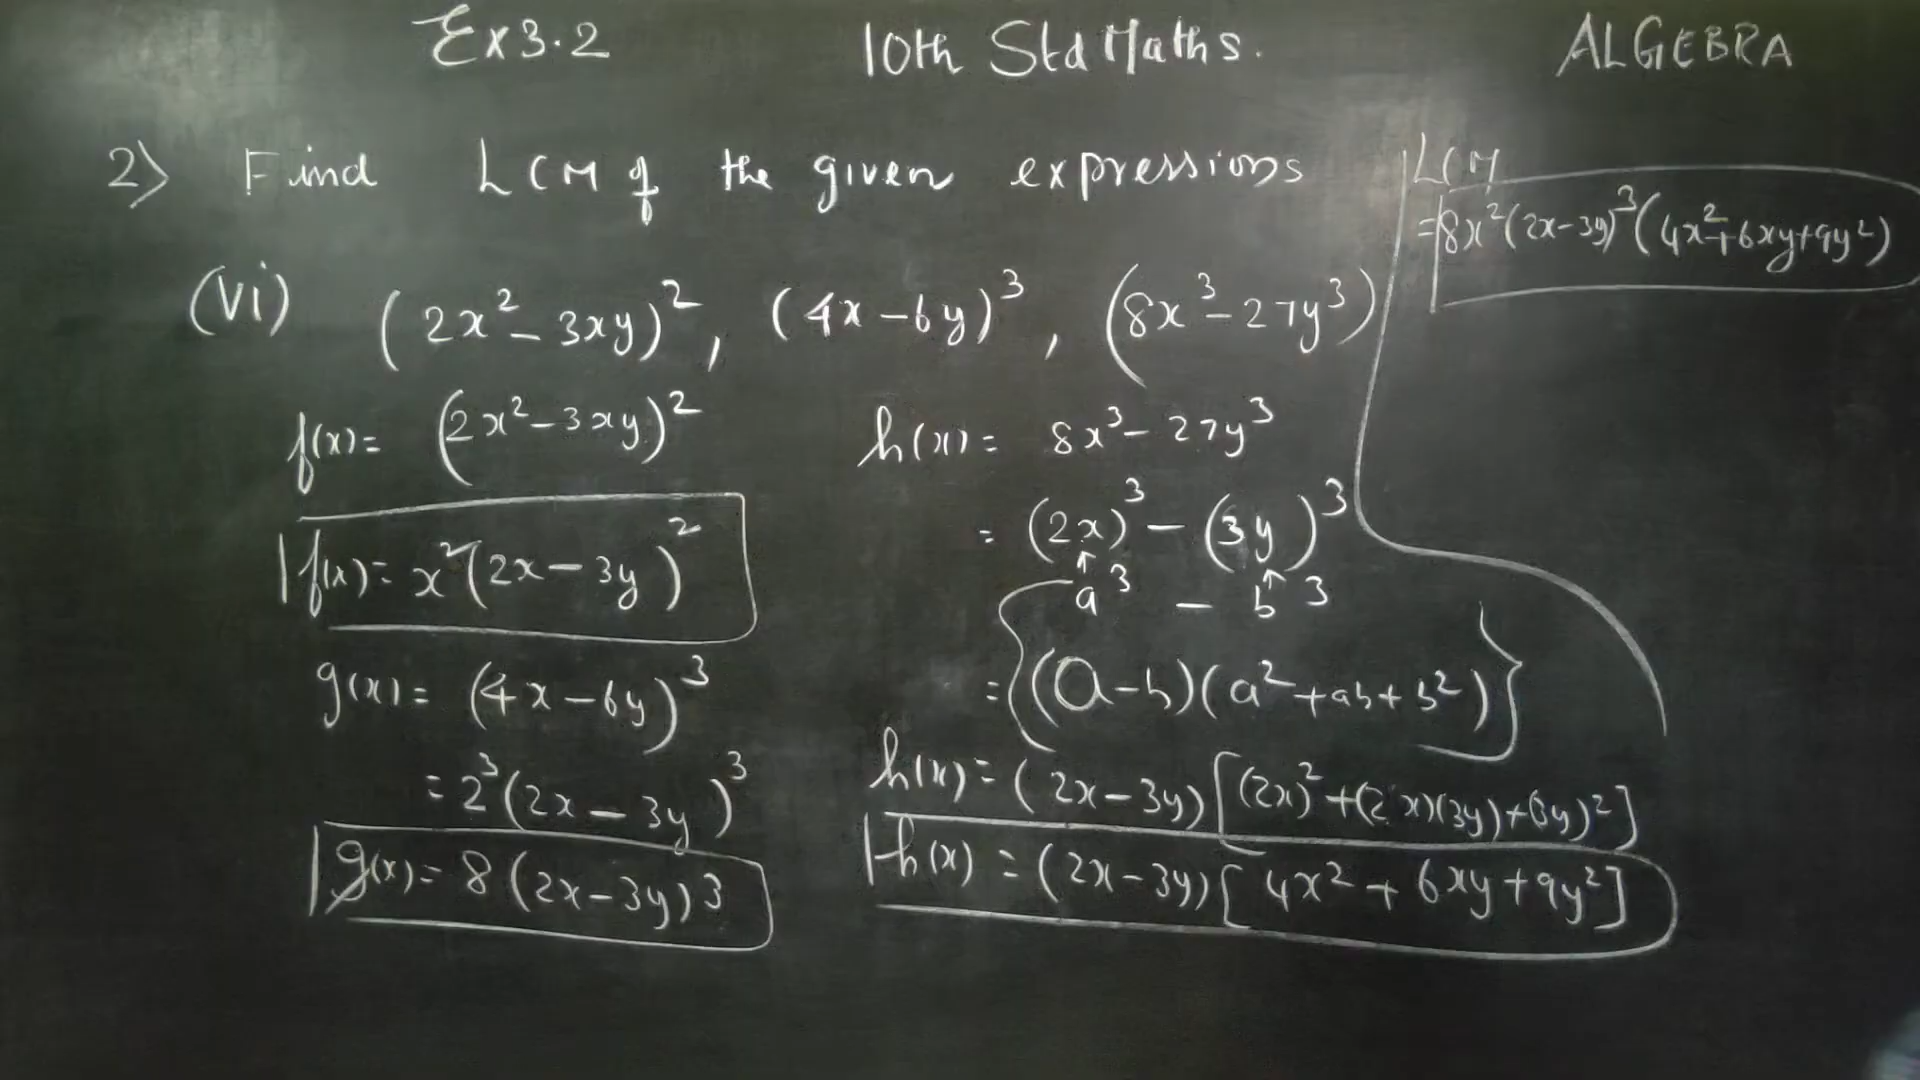 Ex 3.2 10th Std Maths. ALGEBRA
2) Find LCM of the given expressions
(vi) (2x² - 3xy)², (4x - 6y)³, (8x³ - 27y³)
f(x) = (2x² - 3xy)²
f(x) = x²(2x - 3y)²
g(x) = (4x - 6y)³
= 2³(2x - 3y)³
g(x) = 8(2x - 3y)³
h(x) = 8x³ - 27y³
= (2x)³ - (3y)³
a³ - b³
= {(a - b)(a² + ab + b²)}
h(x) = (2x - 3y)[(2x)² + (2x)(3y) + (3y)²]
h(x) = (2x - 3y)[4x² + 6xy + 9y²]
LCM
= 8x²(2x - 3y)³(4x² + 6xy + 9y²)